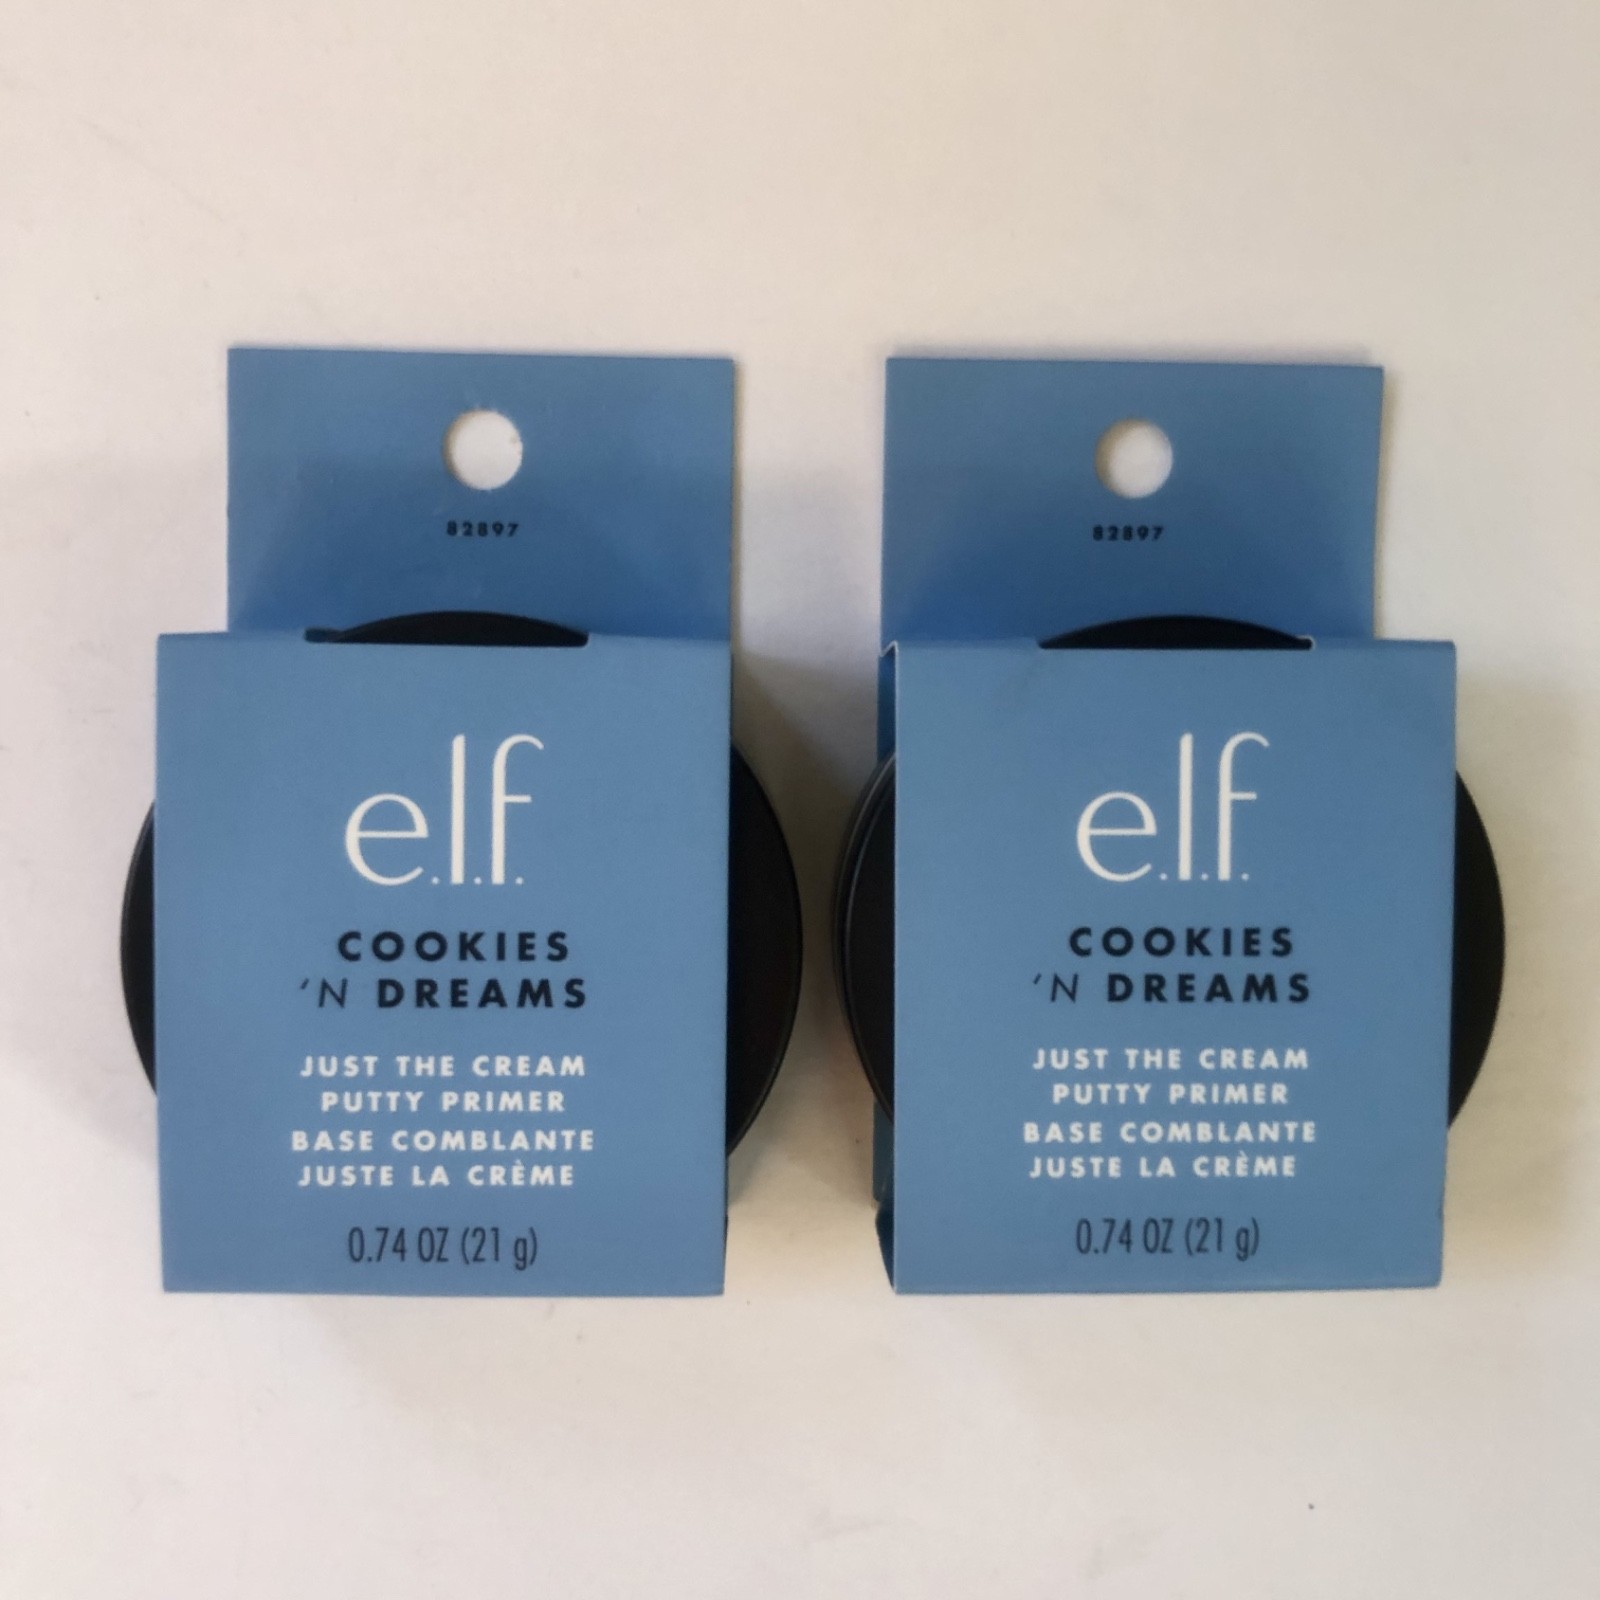 82897
e.l.f.
COOKIES
'N DREAMS
JUST THE CREAM
PUTTY PRIMER
BASE COMBLANTE
JUSTE LA CRÈME
0.74 OZ (21 g)
82897
e.l.f.
COOKIES
'N DREAMS
JUST THE CREAM
PUTTY PRIMER
BASE COMBLANTE
JUSTE LA CRÈME
0.74 OZ (21 g)